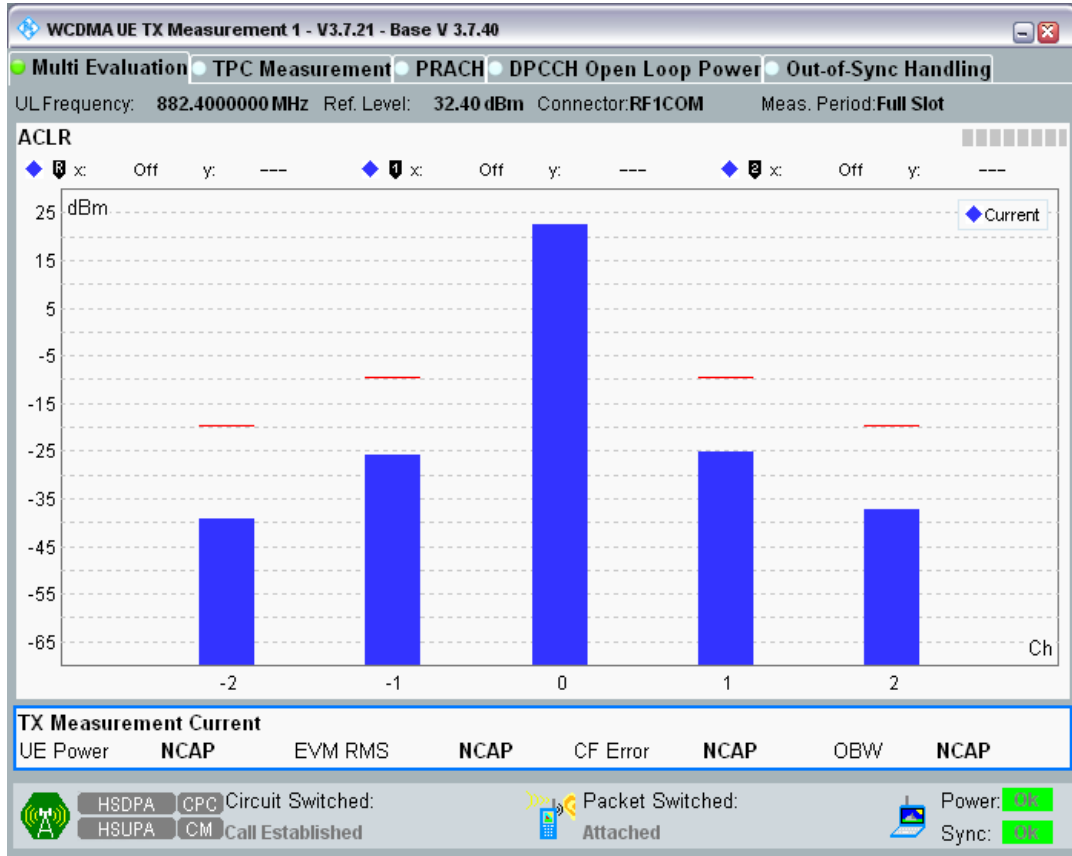 WCDMA UE TX Measurement 1 - V3.7.21 - Base V 3.7.40
Multi Evaluation TPC Measurement PRACH DPCCH Open Loop Power Out-of-Sync Handling
UL Frequency: 882.4000000 MHz Ref. Level: 32.40 dBm Connector:RF1COM Meas. Period:Full Slot
ACLR
R x: Off y: --- 1 x: Off y: --- 2 x: Off y: ---
dBm
Current
25
15
5
-5
-15
-25
-35
-45
-55
-65
Ch
-2 -1 0 1 2
TX Measurement Current
UE Power NCAP EVM RMS NCAP CF Error NCAP OBW NCAP
HSDPA CPC Circuit Switched: Packet Switched: Power: Ok
HSUPA CM Call Established Attached Sync: Ok